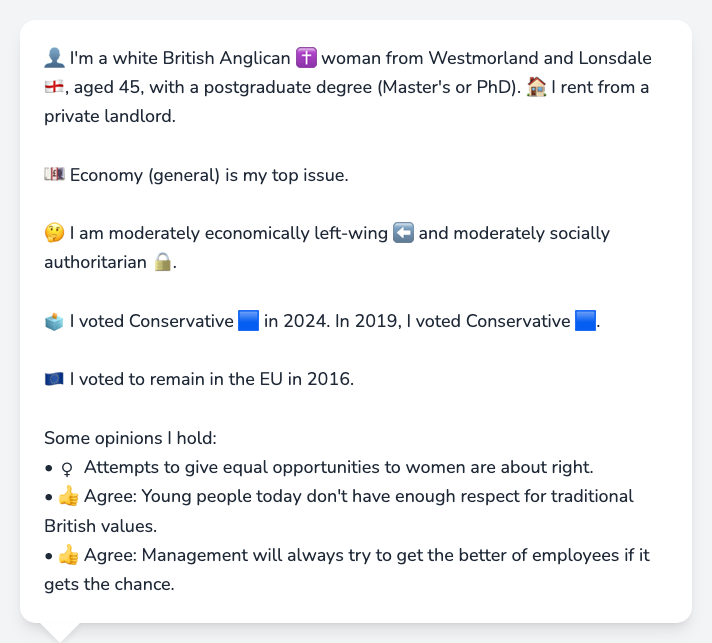 👤 I'm a white British Anglican ✝️ woman from Westmorland and Lonsdale
🏴󠁧󠁢󠁥󠁮󠁧󠁿, aged 45, with a postgraduate degree (Master's or PhD). 🏠 I rent from a
private landlord.
💷 Economy (general) is my top issue.
🤔 I am moderately economically left-wing ⬅️ and moderately socially
authoritarian 🔒.
🗳️ I voted Conservative 🟦 in 2024. In 2019, I voted Conservative 🟦.
🇪🇺 I voted to remain in the EU in 2016.
Some opinions I hold:
• ♀ Attempts to give equal opportunities to women are about right.
• 👍 Agree: Young people today don't have enough respect for traditional
British values.
• 👍 Agree: Management will always try to get the better of employees if it
gets the chance.